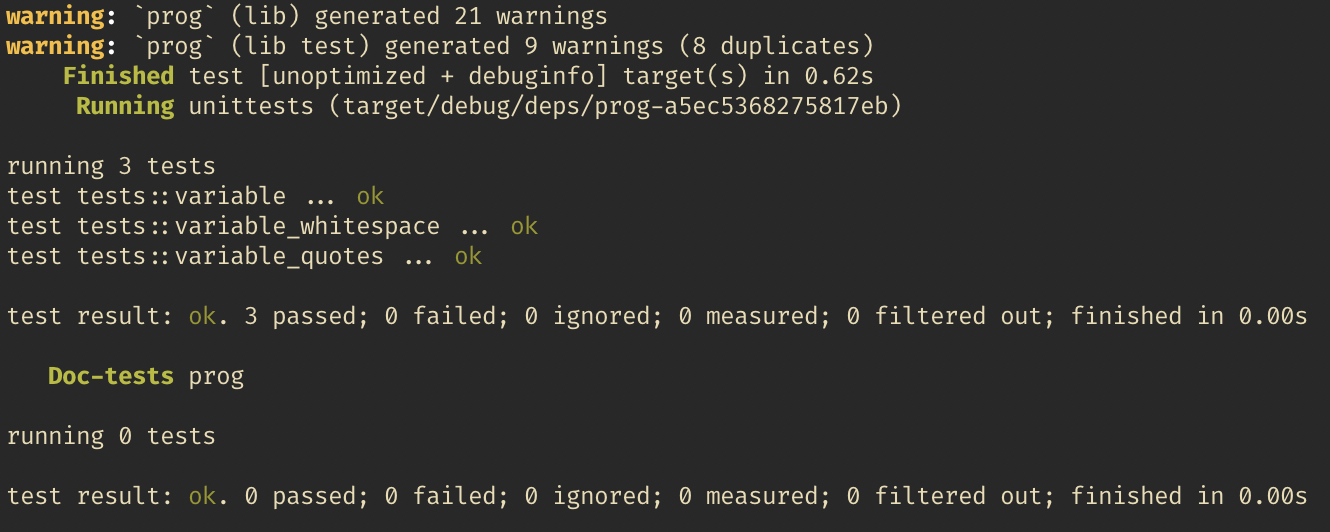 warning: `prog` (lib) generated 21 warnings
warning: `prog` (lib test) generated 9 warnings (8 duplicates)
Finished test [unoptimized + debuginfo] target(s) in 0.62s
Running unittests (target/debug/deps/prog-a5ec5368275817eb)
running 3 tests
test tests::variable ... ok
test tests::variable_whitespace ... ok
test tests::variable_quotes ... ok
test result: ok. 3 passed; 0 failed; 0 ignored; 0 measured; 0 filtered out; finished in 0.00s
Doc-tests prog
running 0 tests
test result: ok. 0 passed; 0 failed; 0 ignored; 0 measured; 0 filtered out; finished in 0.00s